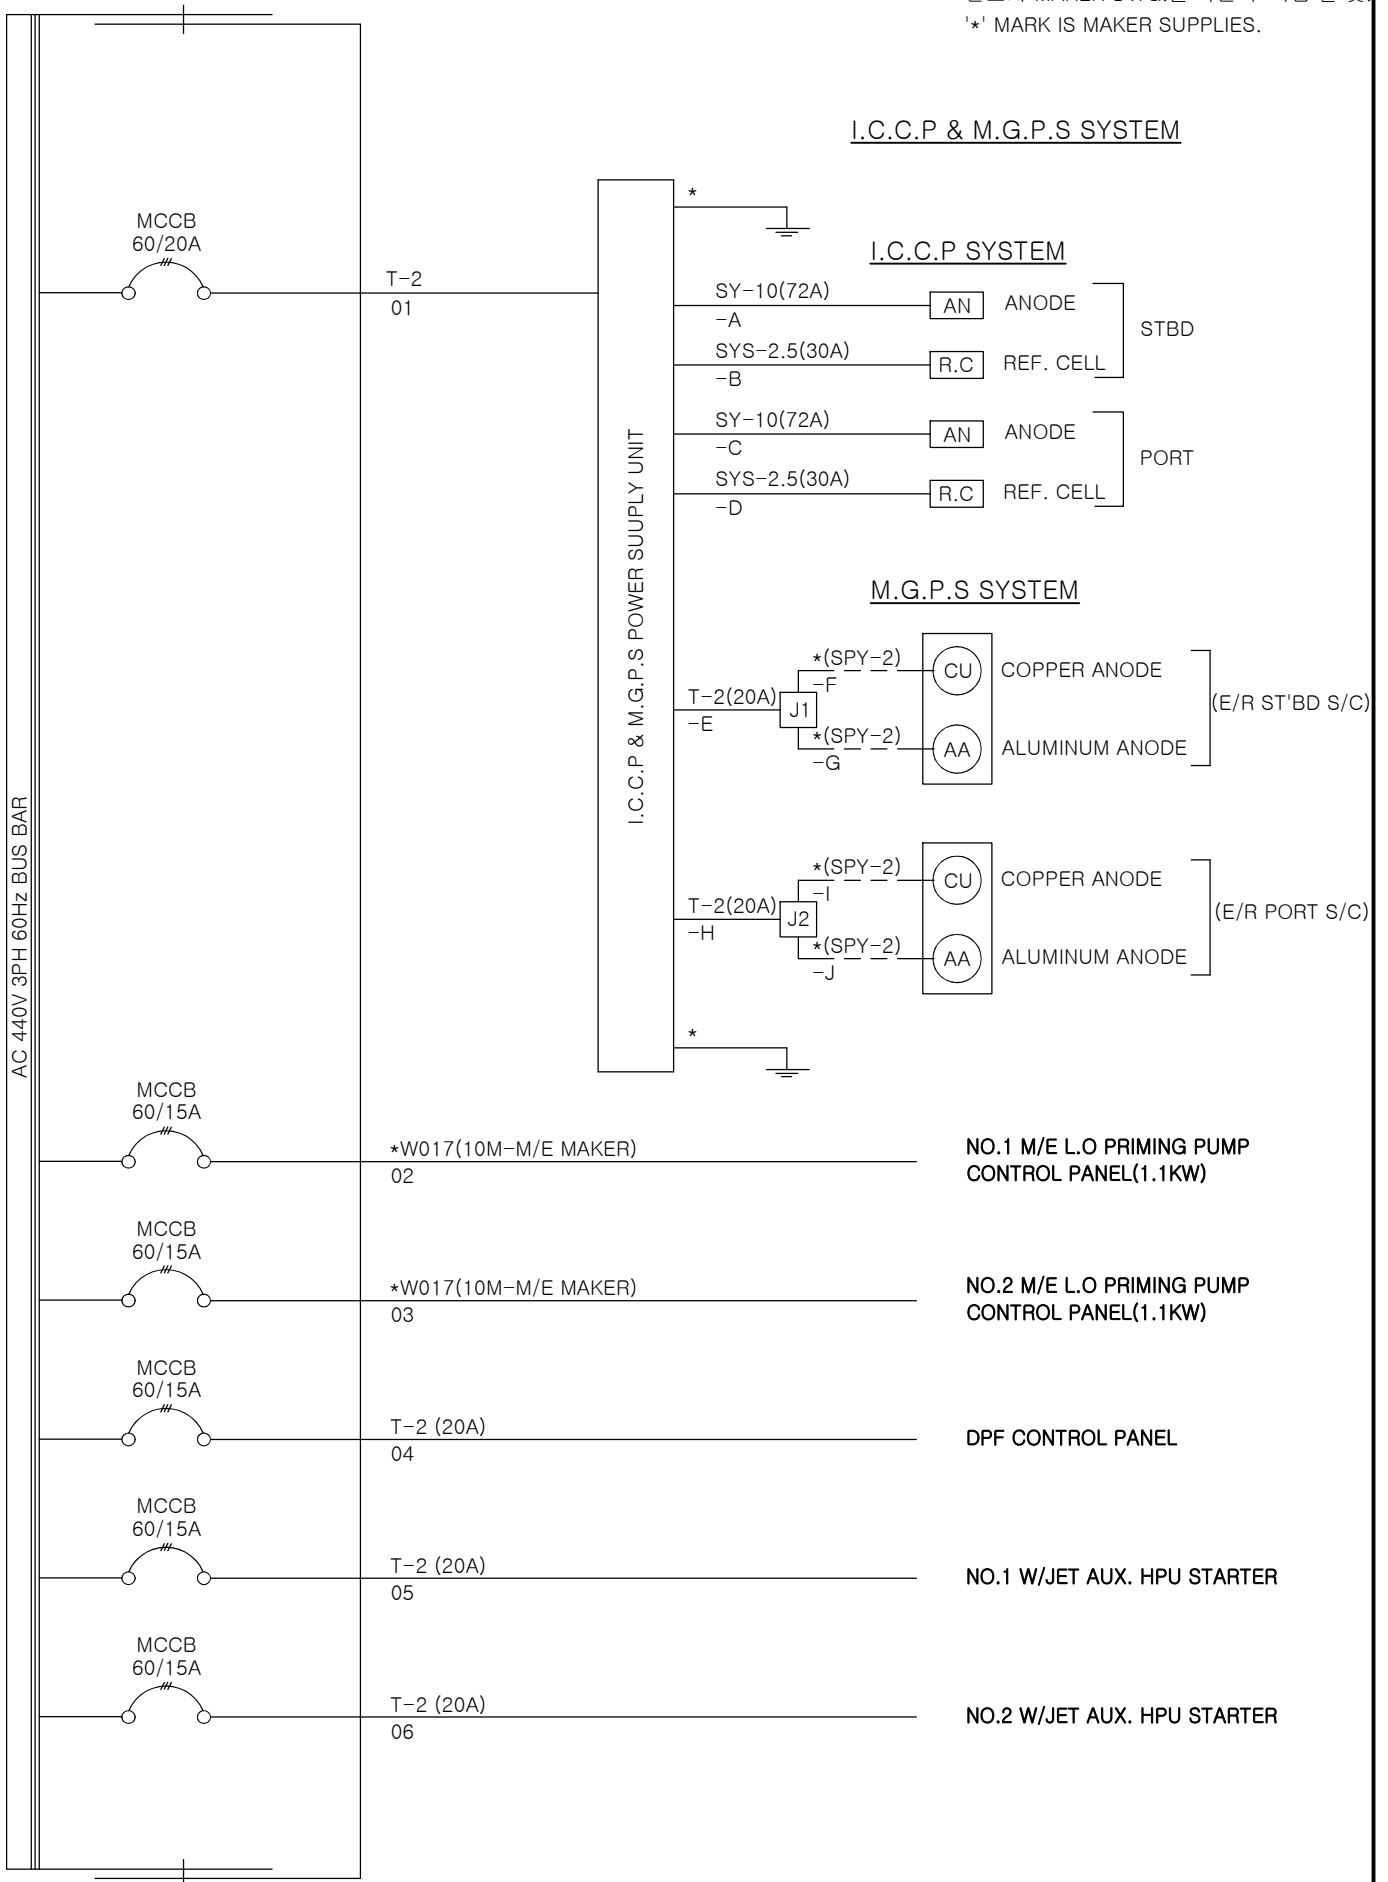 '*' MARK IS MAKER SUPPLIES.
I.C.C.P & M.G.P.S SYSTEM
AC 440V 3PH 60Hz BUS BAR
MCCB
60/20A
T-2
01
I.C.C.P & M.G.P.S POWER SUUPLY UNIT
*
I.C.C.P SYSTEM
SY-10(72A)
-A
AN
ANODE
SYS-2.5(30A)
-B
R.C
REF. CELL
STBD
SY-10(72A)
-C
AN
ANODE
SYS-2.5(30A)
-D
R.C
REF. CELL
PORT
M.G.P.S SYSTEM
T-2(20A)
-E
J1
*(SPY-2)
-F
CU
COPPER ANODE
*(SPY-2)
-G
AA
ALUMINUM ANODE
(E/R ST'BD S/C)
T-2(20A)
-H
J2
*(SPY-2)
-I
CU
COPPER ANODE
*(SPY-2)
-J
AA
ALUMINUM ANODE
(E/R PORT S/C)
*
MCCB
60/15A
*W017(10M-M/E MAKER)
02
NO.1 M/E L.O PRIMING PUMP
CONTROL PANEL(1.1KW)
MCCB
60/15A
*W017(10M-M/E MAKER)
03
NO.2 M/E L.O PRIMING PUMP
CONTROL PANEL(1.1KW)
MCCB
60/15A
T-2 (20A)
04
DPF CONTROL PANEL
MCCB
60/15A
T-2 (20A)
05
NO.1 W/JET AUX. HPU STARTER
MCCB
60/15A
T-2 (20A)
06
NO.2 W/JET AUX. HPU STARTER